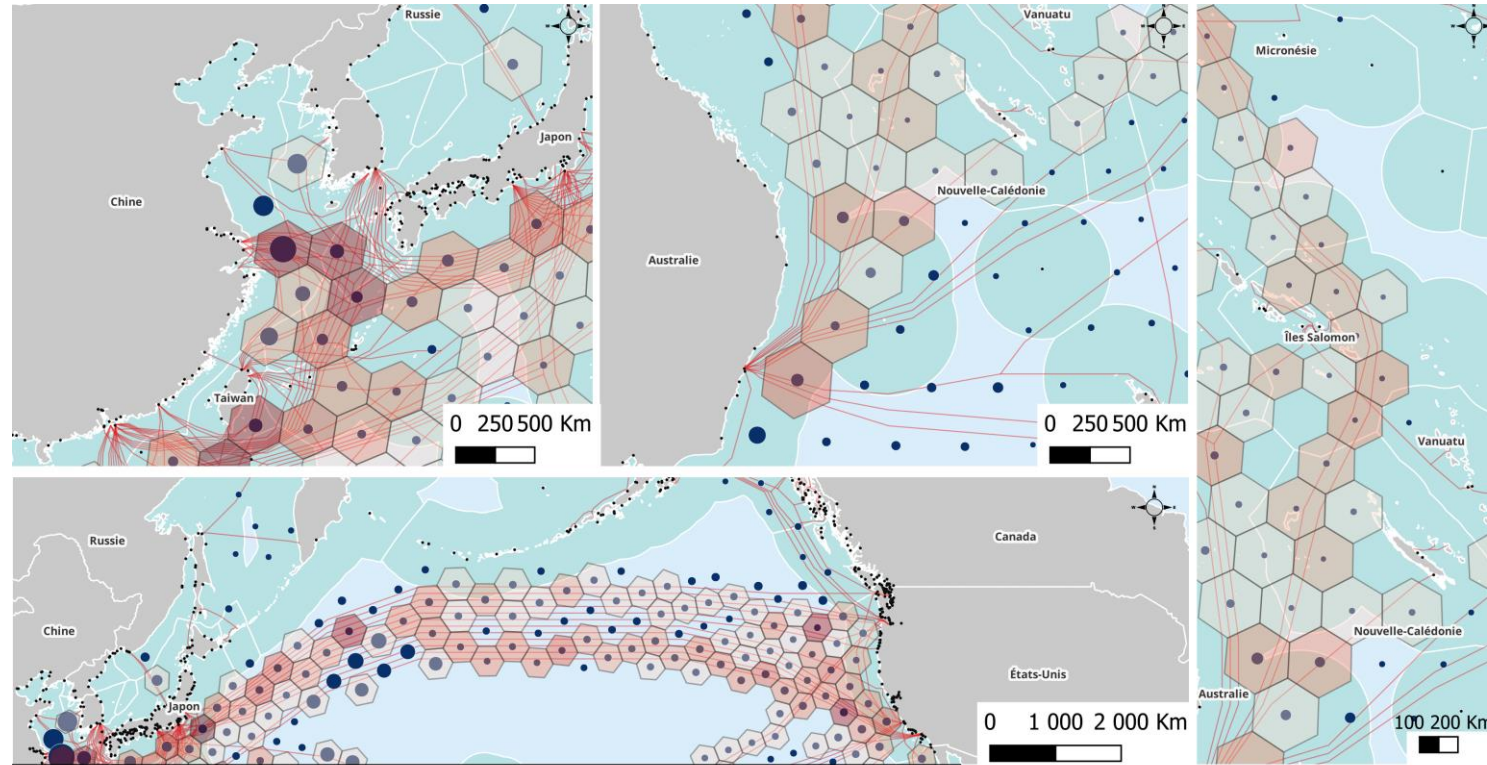 Russie
Japon
Chine
Taiwan
0 250 500 Km
Vanuatu
Nouvelle-Calédonie
Australie
0 250 500 Km
Micronésie
Îles Salomon
Vanuatu
Nouvelle-Calédonie
Australie
100 200 Km
Russie
Canada
Chine
États-Unis
Japon
0 1 000 2 000 Km